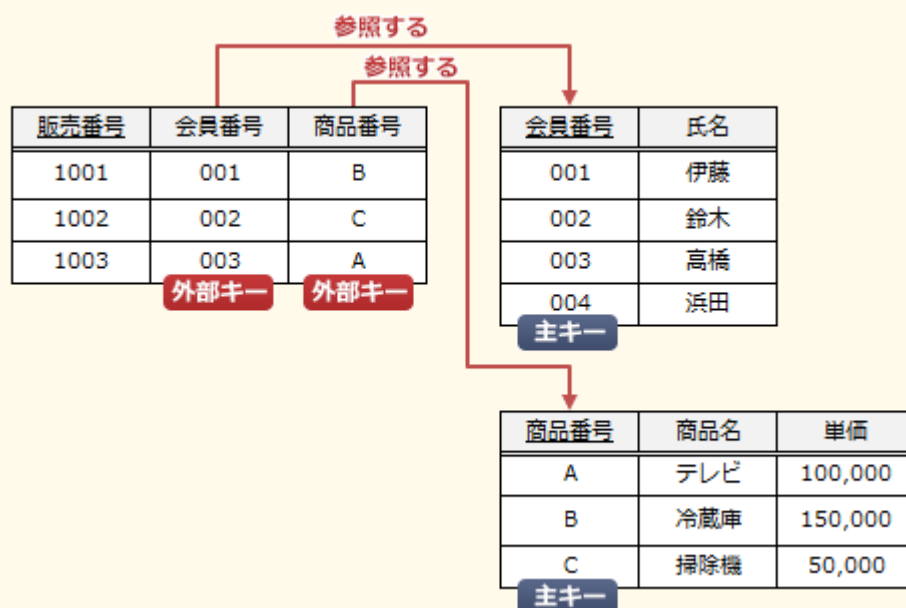 参照する
参照する
販売番号 会員番号 商品番号
1001 001 B
1002 002 C
1003 003 A
外部キー 外部キー
会員番号 氏名
001 伊藤
002 鈴木
003 高橋
004 浜田
主キー
商品番号 商品名 単価
A テレビ 100,000
B 冷蔵庫 150,000
C 掃除機 50,000
主キー